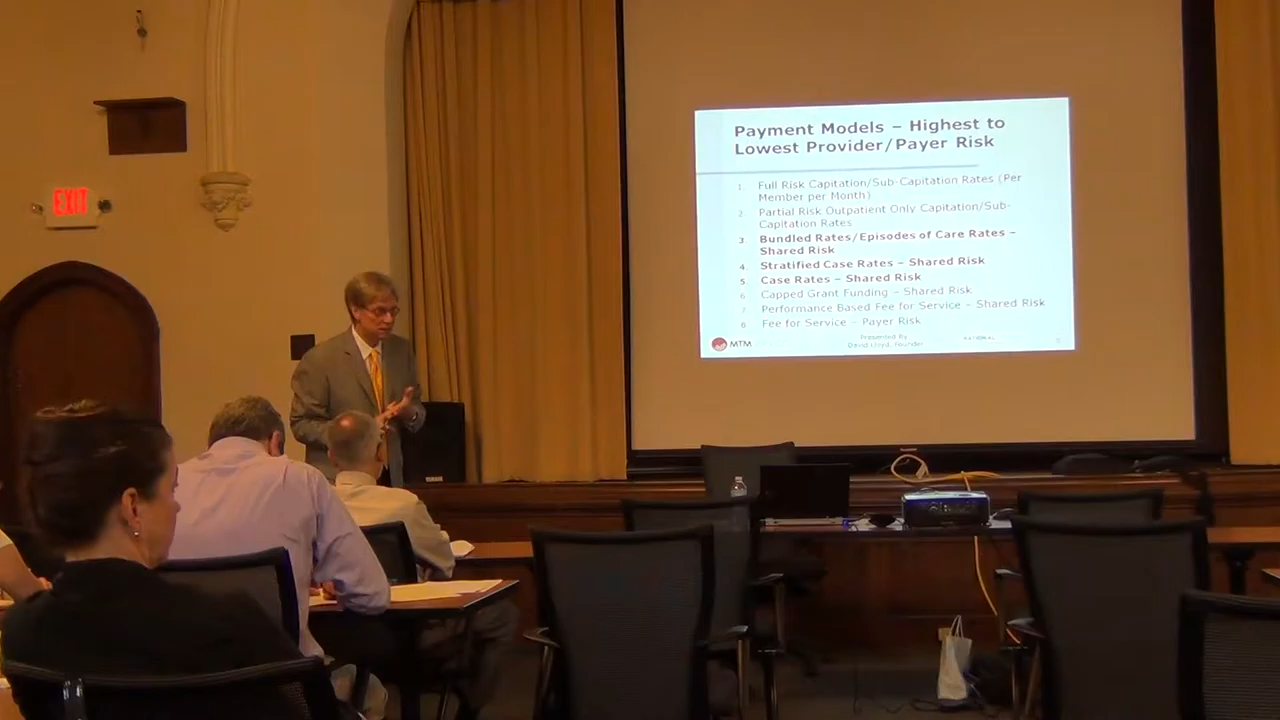 EXIT
Payment Models – Highest to
Lowest Provider/Payer Risk
1. Full Risk Capitation/Sub-Capitation Rates (Per
Member per Month)
2. Partial Risk Outpatient Only Capitation/Sub-
Capitation Rates
3. Bundled Rates/Episodes of Care Rates –
Shared Risk
4. Stratified Case Rates – Shared Risk
5. Case Rates – Shared Risk
6. Capped Grant Funding – Shared Risk
7. Performance Based Fee for Service – Shared Risk
8. Fee for Service – Payer Risk
MTM
Presented By
David Lloyd, Founder